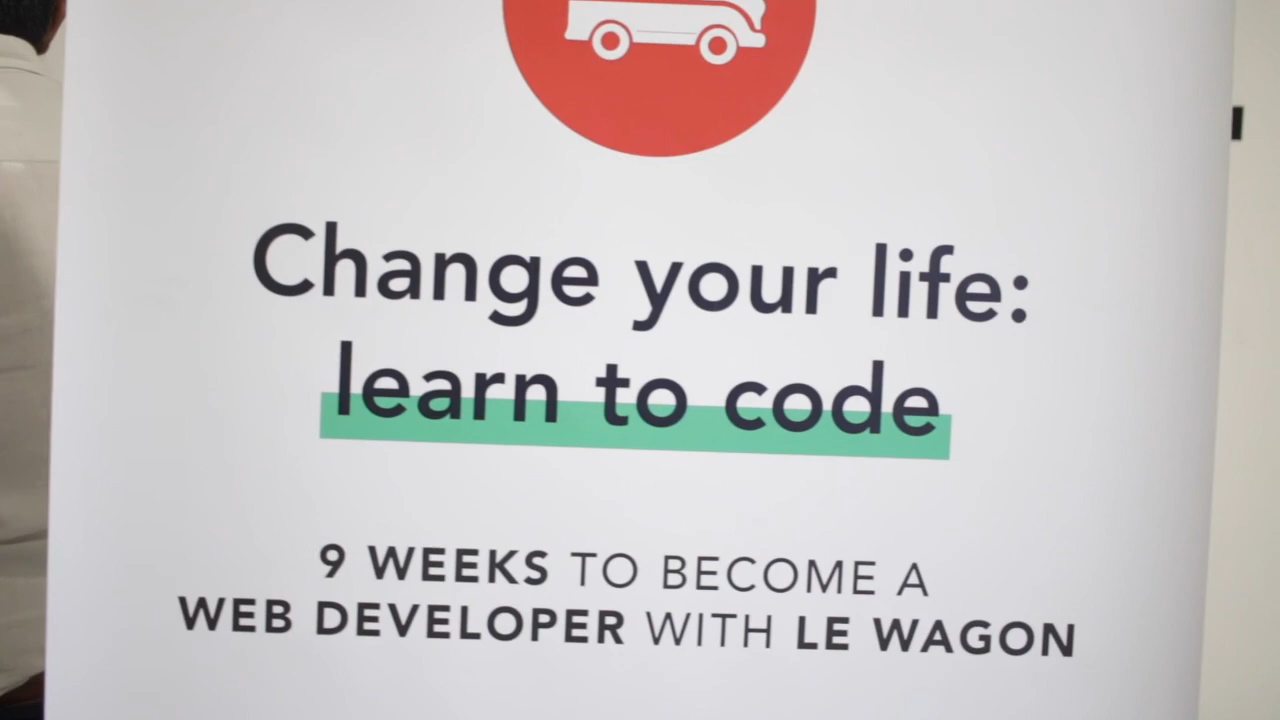 Change your life:
learn to code
9 WEEKS TO BECOME A
WEB DEVELOPER WITH LE WAGON